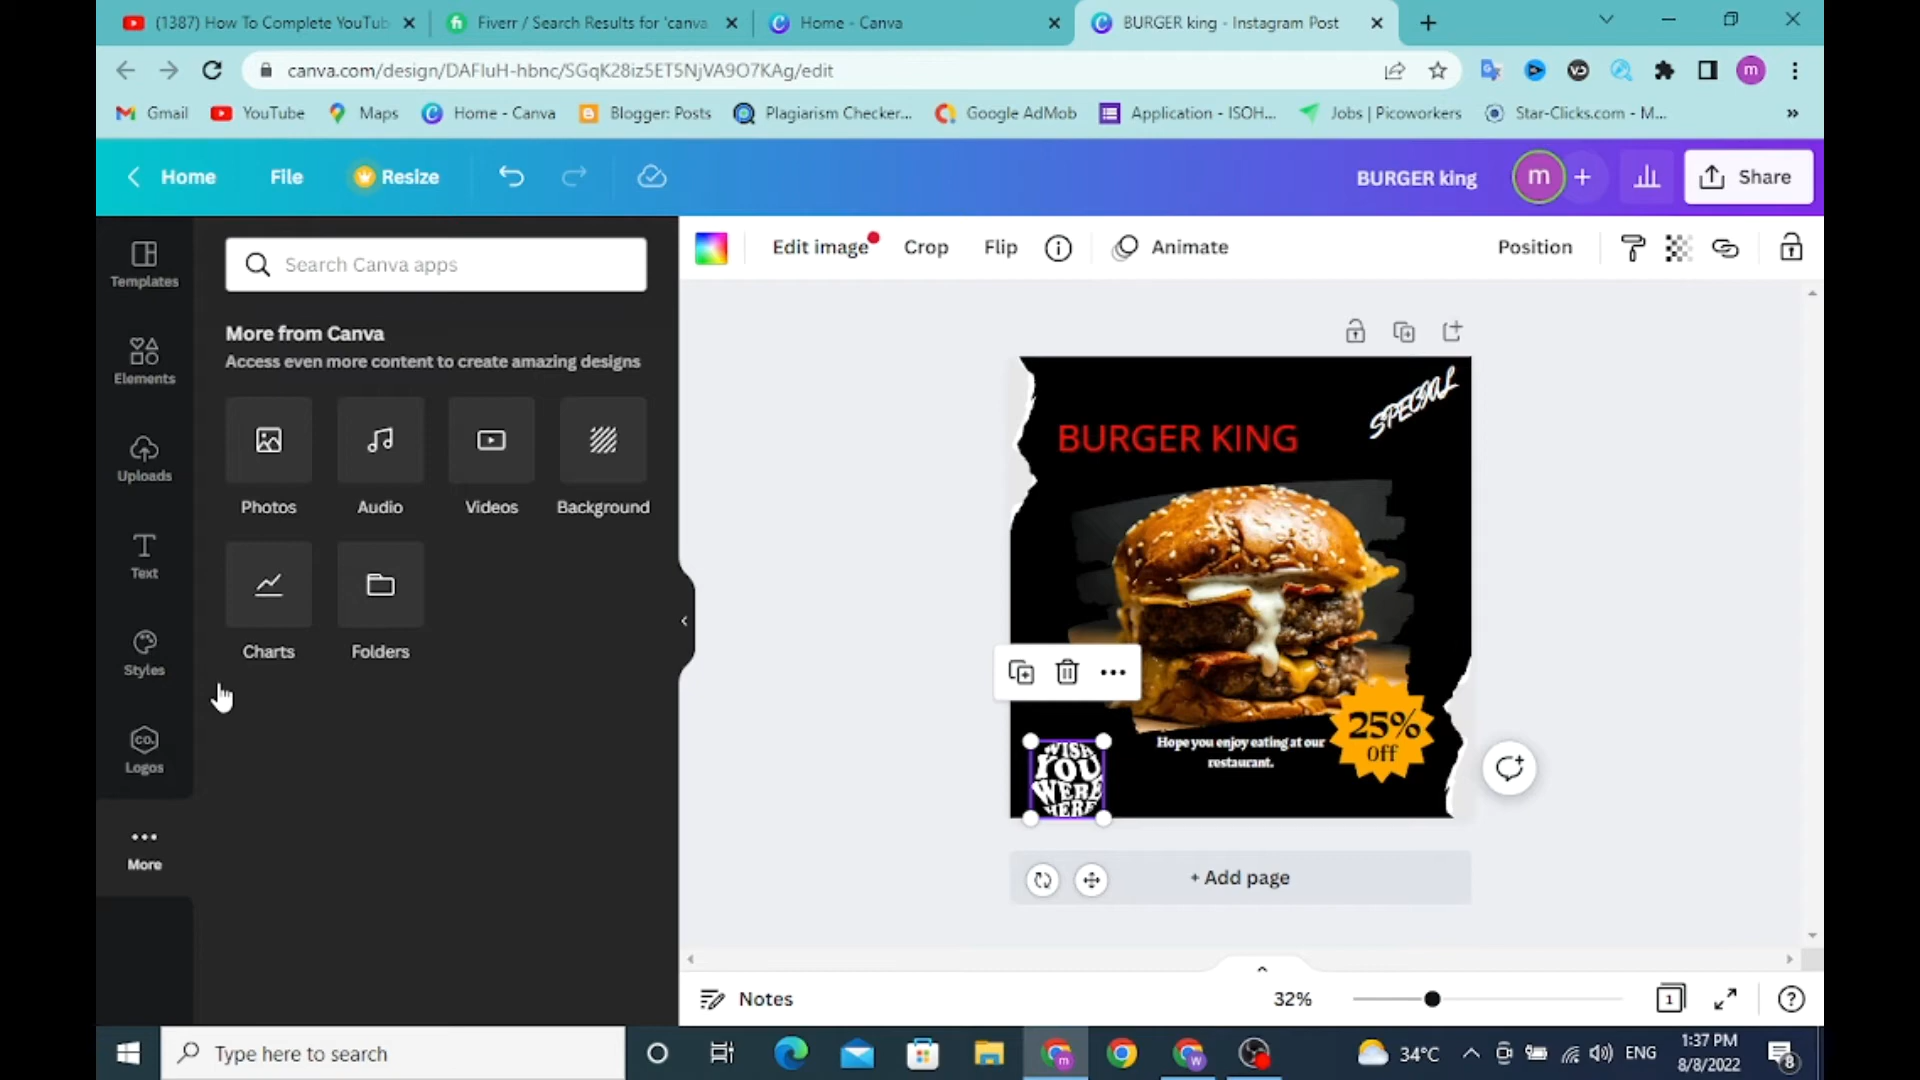 (1387) How To Complete YouTub
Fiverr / Search Results for 'canva
Home - Canva
BURGER king - Instagram Post
canva.com/design/DAFIuH-hbnc/SGqK28iz5ET5NjVA9O7KAg/edit
m
Gmail
YouTube
Maps
Home - Canva
Blogger: Posts
Plagiarism Checker...
Google AdMob
Application - ISOH...
Jobs | Picoworkers
Star-Clicks.com - M...
»
Home
File
Resize
BURGER king
m
+
Share
Templates
Elements
Uploads
Text
Styles
CO.
Logos
More
Search Canva apps
More from Canva
Access even more content to create amazing designs
Photos
Audio
Videos
Background
Charts
Folders
Edit image
Crop
Flip
Animate
Position
SPECIAL
BURGER KING
25%
Off
Hope you enjoy eating at our
restaurant.
WISH
YOU
WERE
HERE
+ Add page
Notes
32%
1
Type here to search
34°C
ENG
1:37 PM
8/8/2022
8